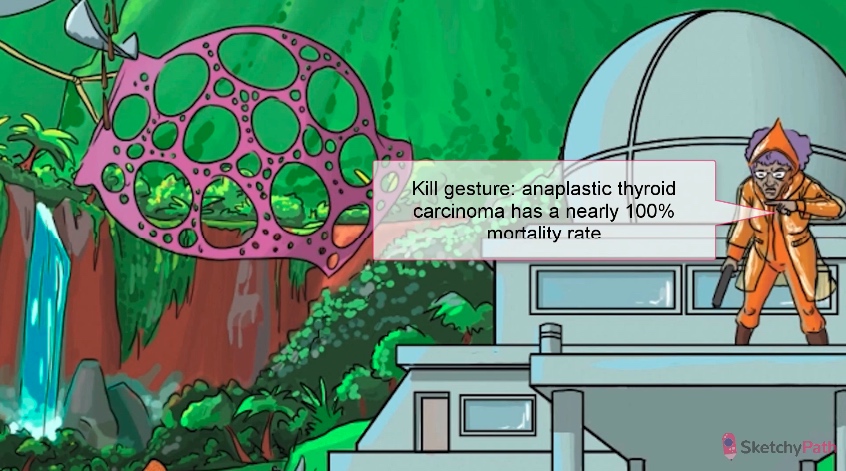 Kill gesture: anaplastic thyroid
carcinoma has a nearly 100%
mortality rate
SketchyPath